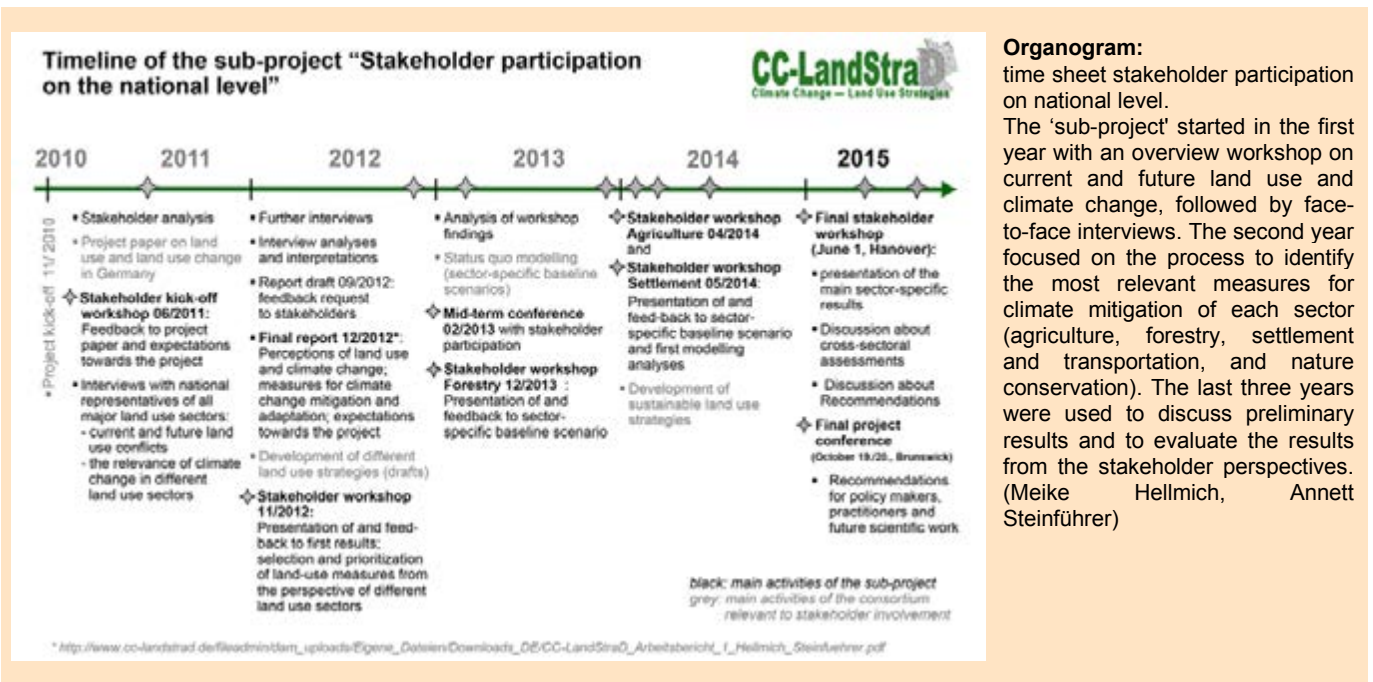 Timeline of the sub-project “Stakeholder participation
on the national level”
CC-LandStraD
Climate Change — Land Use Strategies
2010
2011
2012
2013
2014
2015
• Project kick-off 11/2010
• Stakeholder analysis
• Project paper on land
use and land use change
in Germany
Stakeholder kick-off
workshop 06/2011:
Feedback to project
paper and expectations
towards the project
• Interviews with national
representatives of all
major land use sectors:
- current and future land
use conflicts
- the relevance of climate
change in different
land use sectors
• Further interviews
• Interview analyses
and interpretations
• Report draft 09/2012:
feedback request
to stakeholders
• Final report 12/2012*:
Perceptions of land use
and climate change;
measures for climate
change mitigation and
adaptation; expectations
towards the project
• Development of different
land use strategies (drafts)
Stakeholder workshop
11/2012:
Presentation of and feed-
back to first results;
selection and prioritization
of land-use measures from
the perspective of different
land use sectors
• Analysis of workshop
findings
• Status quo modelling
(sector-specific baseline
scenarios)
Mid-term conference
02/2013 with stakeholder
participation
Stakeholder workshop
Forestry 12/2013 :
Presentation of and
feedback to sector-
specific baseline scenario
Stakeholder workshop
Agriculture 04/2014
and
Stakeholder workshop
Settlement 05/2014:
Presentation of and
feed-back to sector-
specific baseline scenario
and first modelling
analyses
• Development of
sustainable land use
strategies
Final stakeholder
workshop
(June 1, Hanover):
• presentation of the
main sector-specific
results
• Discussion about
cross-sectoral
assessments
• Discussion about
Recommendations
Final project
conference
(October 19./20., Brunswick)
• Recommendations
for policy makers,
practitioners and
future scientific work
black: main activities of the sub-project
grey: main activities of the consortium
relevant to stakeholder involvement
* http://www.cc-landstrad.de/fileadmin/dam_uploads/Eigene_Dateien/Downloads_DE/CC-LandStraD_Arbeitsbericht_1_Hellmich_Steinfuehrer.pdf
Organogram:
time sheet stakeholder participation
on national level.
The ‘sub-project' started in the first
year with an overview workshop on
current and future land use and
climate change, followed by face-
to-face interviews. The second year
focused on the process to identify
the most relevant measures for
climate mitigation of each sector
(agriculture, forestry, settlement
and transportation, and nature
conservation). The last three years
were used to discuss preliminary
results and to evaluate the results
from the stakeholder perspectives.
(Meike Hellmich, Annett
Steinführer)